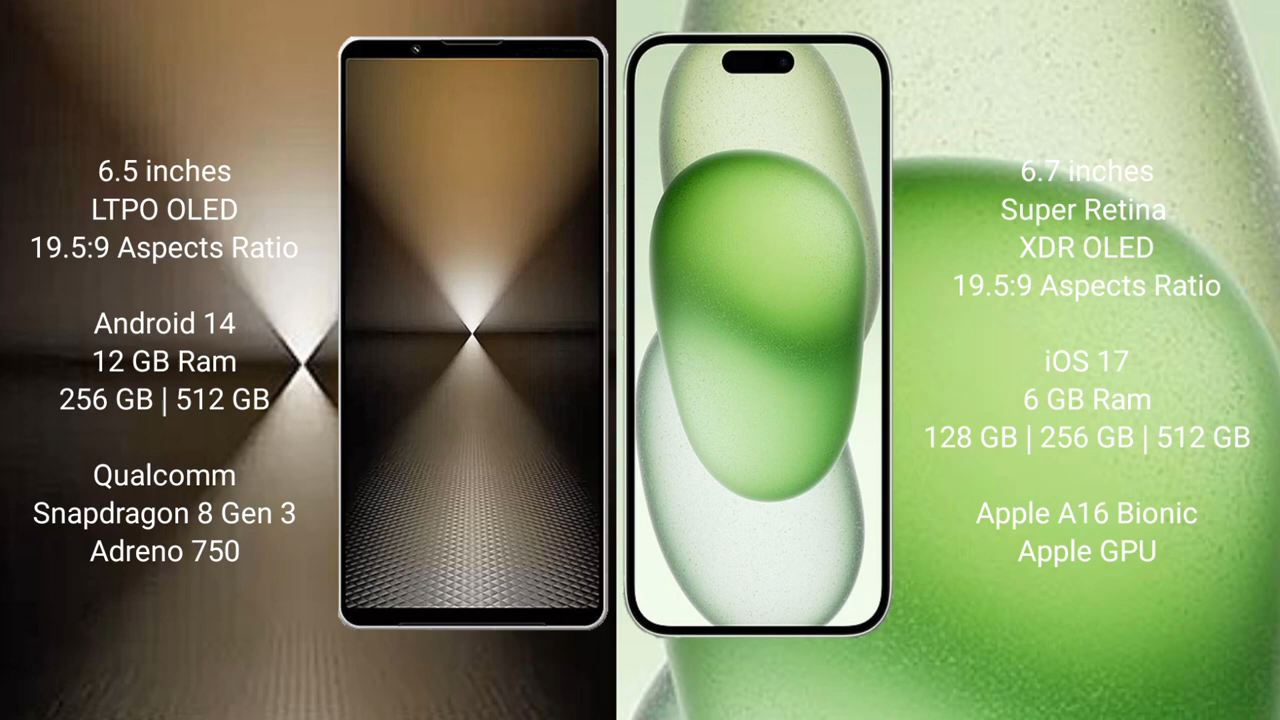 6.5 inches
LTPO OLED
19.5:9 Aspects Ratio
Android 14
12 GB Ram
256 GB | 512 GB
Qualcomm
Snapdragon 8 Gen 3
Adreno 750
6.7 inches
Super Retina
XDR OLED
19.5:9 Aspects Ratio
iOS 17
6 GB Ram
128 GB | 256 GB | 512 GB
Apple A16 Bionic
Apple GPU